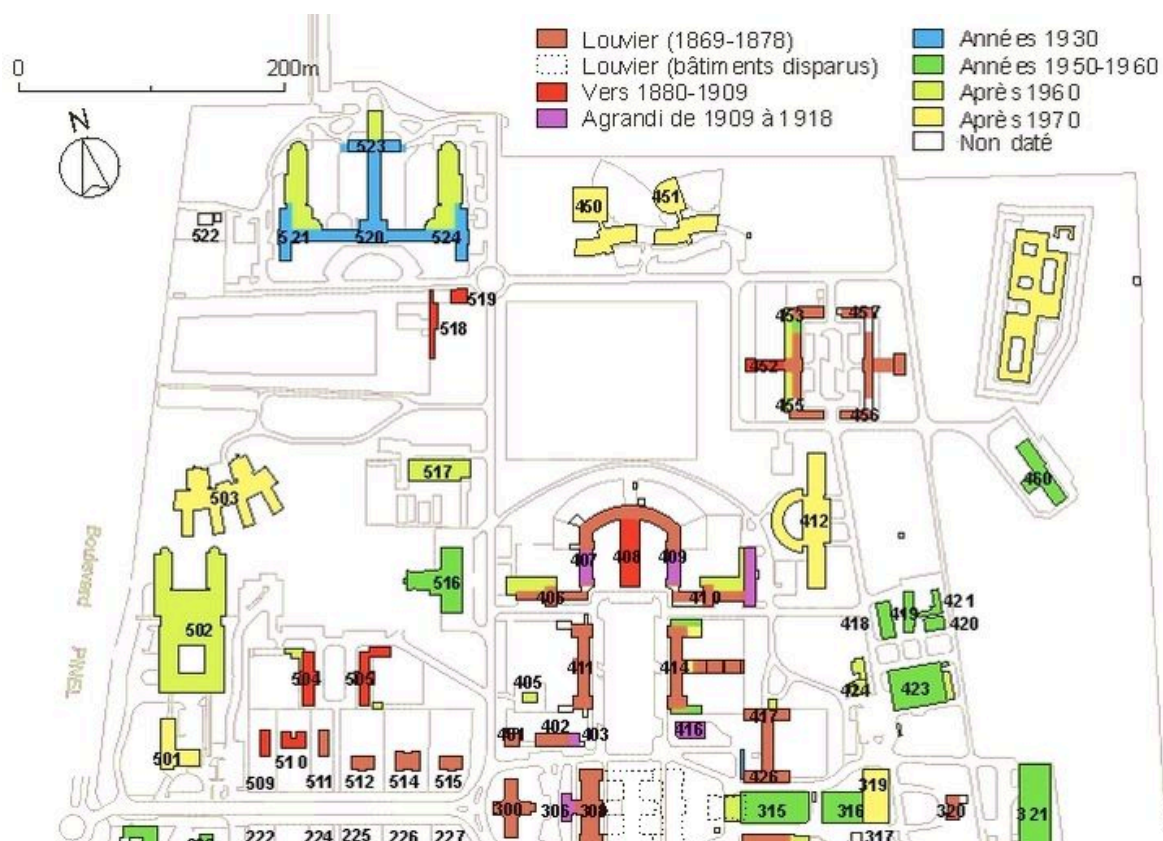 Louvier (1869-1878)
Louvier (bâtiments disparus)
Vers 1880-1909
Agrandi de 1909 à 1918
Années 1930
Années 1950-1960
Après 1960
Après 1970
Non daté
0 200m
N
523
451
450
522
521 520 524
519
518
453 457
452
455 456
517
460
503
412
407 408 409
516
406 410
421
418 419
420
502
411 414
504 505
405
424 423
402
401 403 416 417
501
510
509 511 512 514 515
426
319
300 306 315 316 320 321
317
222 224 225 226 227
Boulevard
PINEL